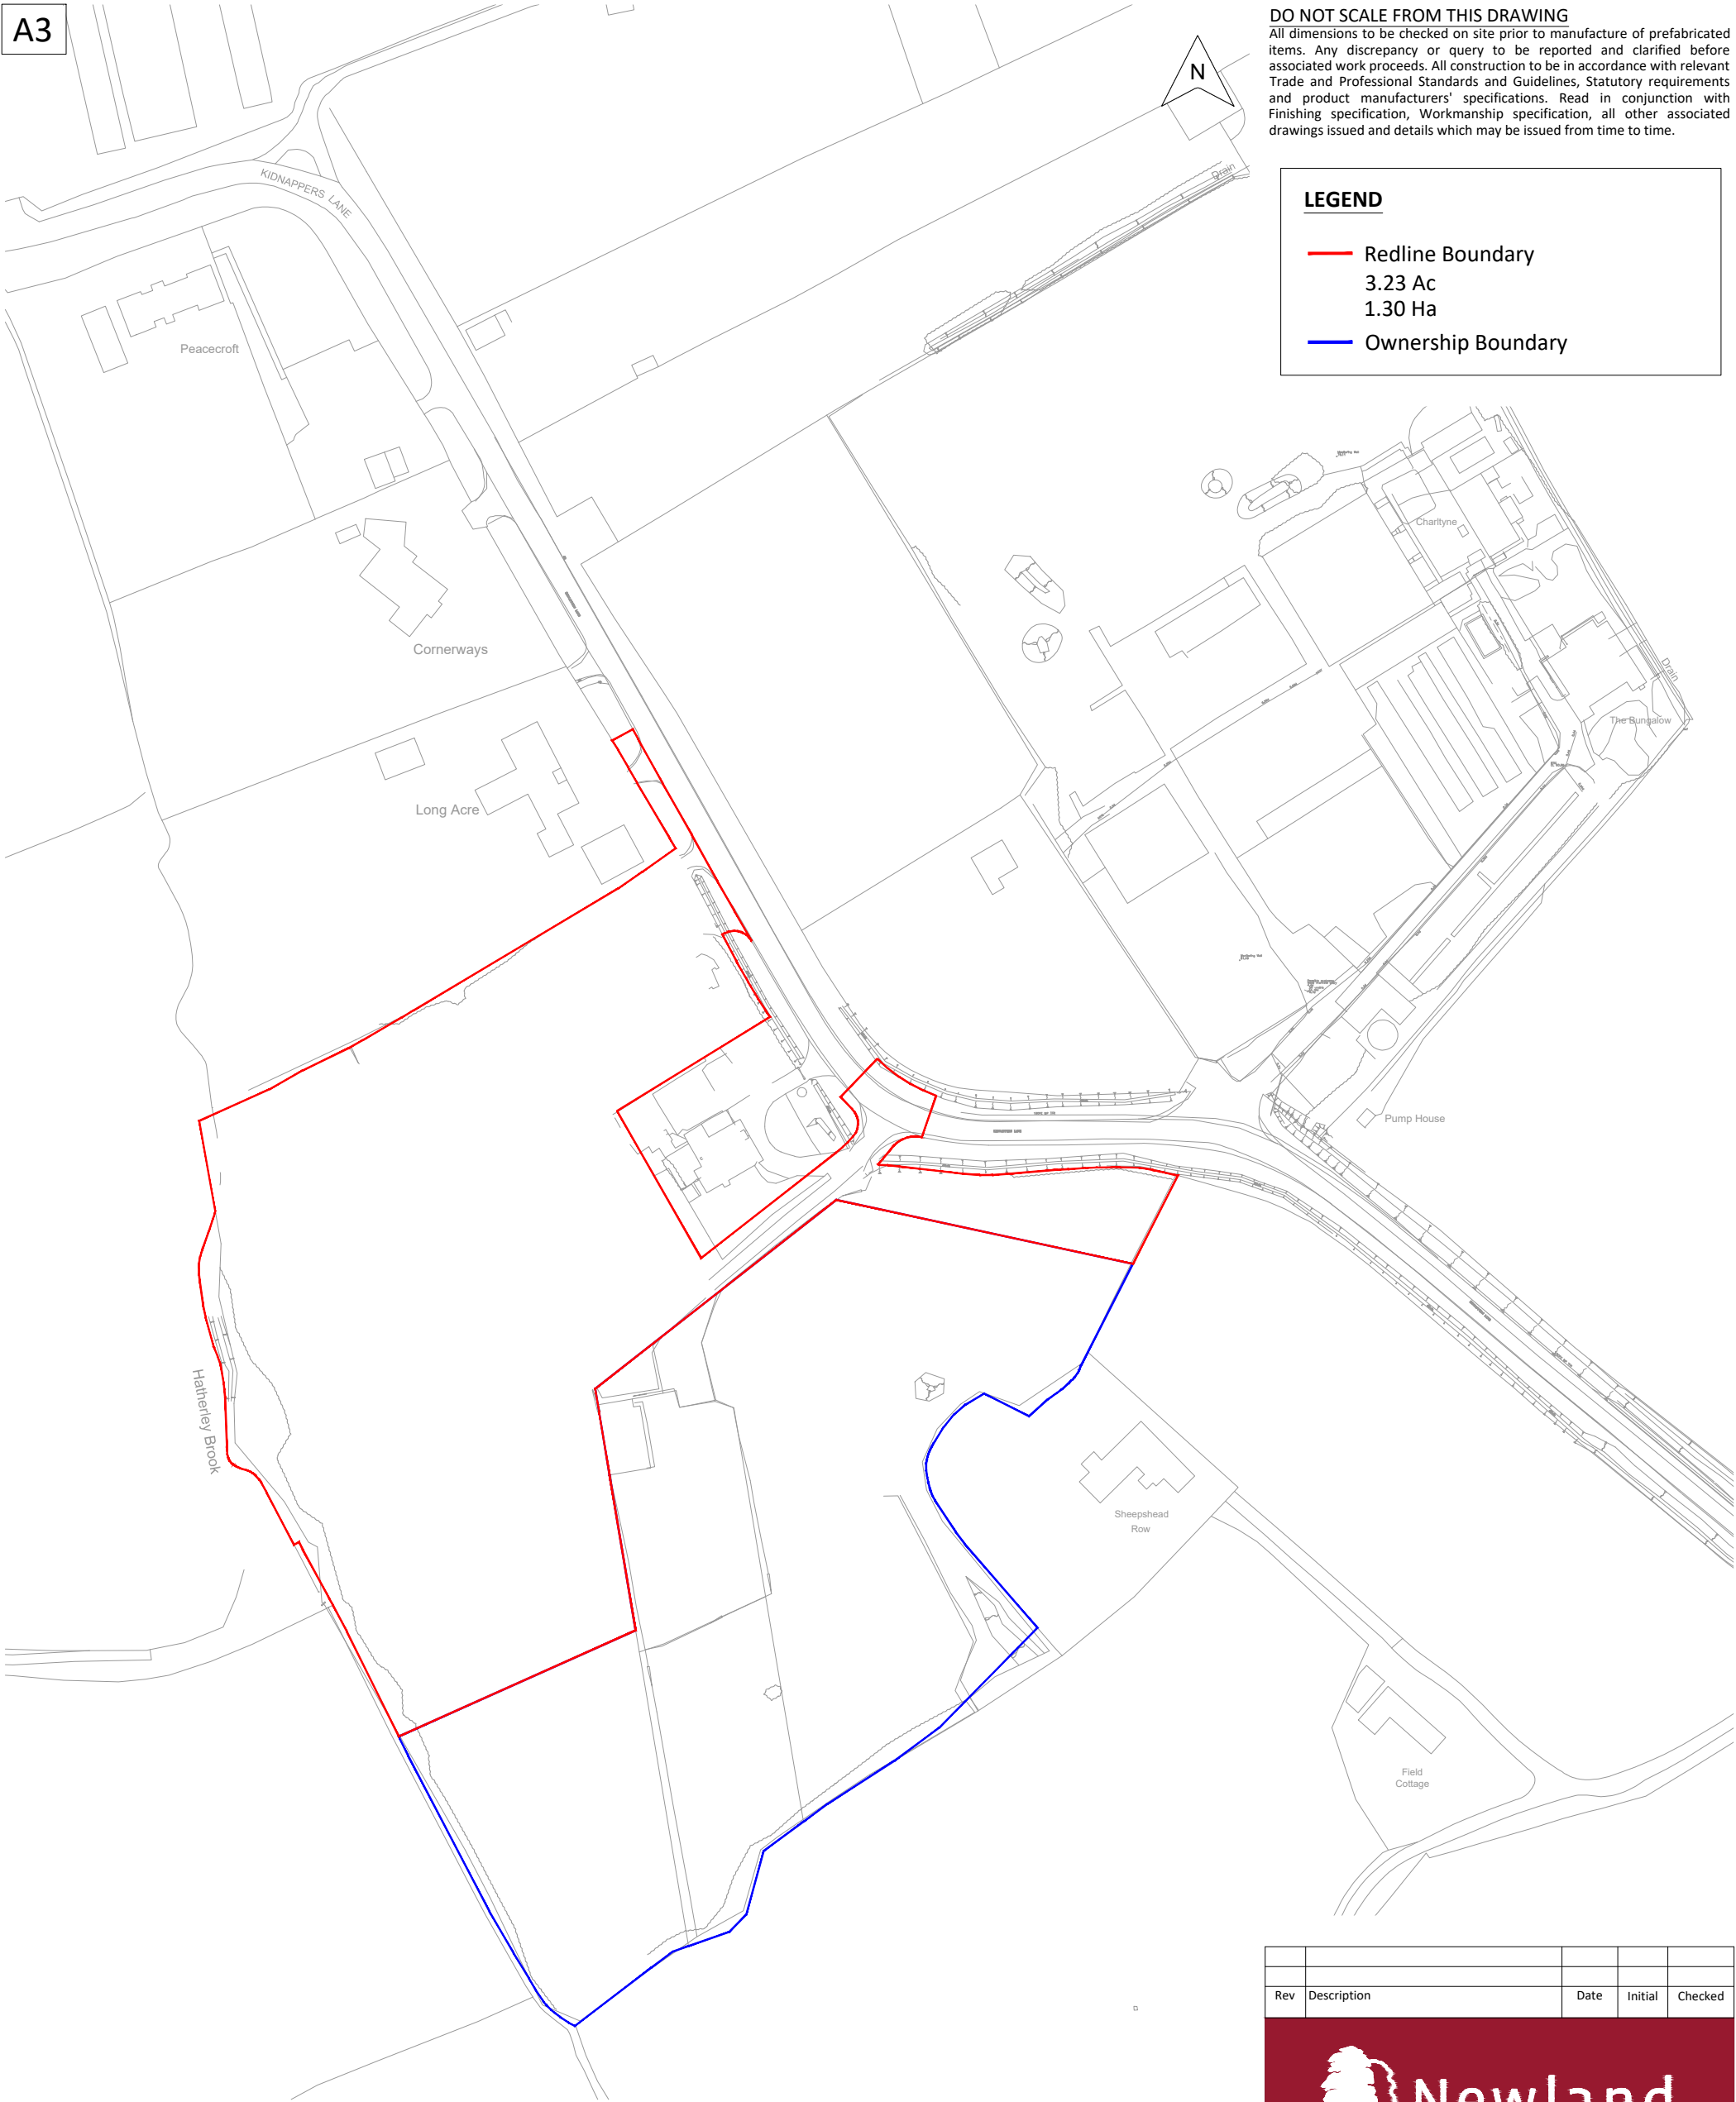 A3
DO NOT SCALE FROM THIS DRAWING
All dimensions to be checked on site prior to manufacture of prefabricated
items. Any discrepancy or query to be reported and clarified before
associated work proceeds. All construction to be in accordance with relevant
Trade and Professional Standards and Guidelines, Statutory requirements
and product manufacturers' specifications. Read in conjunction with
Finishing specification, Workmanship specification, all other associated
drawings issued and details which may be issued from time to time.
N
LEGEND
Redline Boundary
3.23 Ac
1.30 Ha
Ownership Boundary
KIDNAPPERS LANE
Drain
Peacecroft
Charltyne
Cornerways
Drain
The Bungalow
Long Acre
Pump House
Hatherley Brook
Sheepshead
Row
Field
Cottage
Rev Description Date Initial Checked
Newland